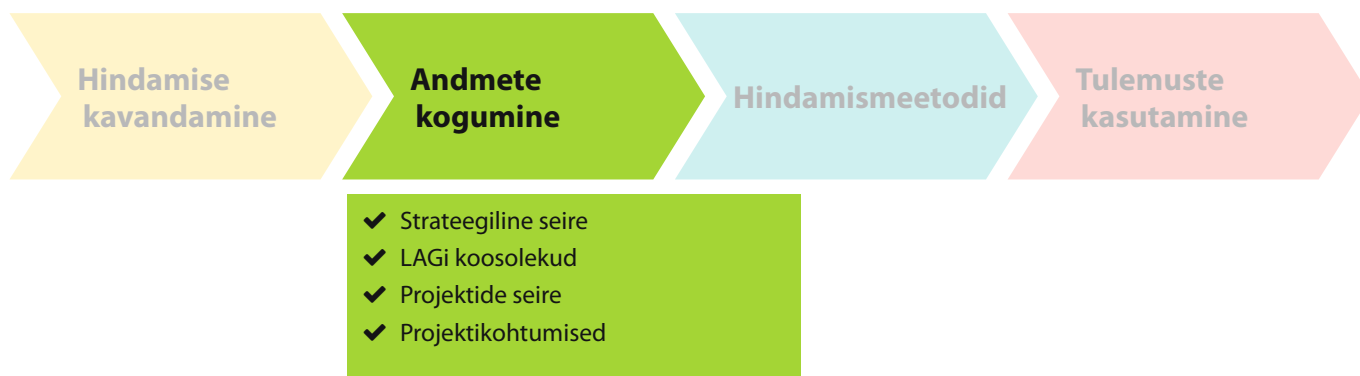 Hindamise
kavandamine
Andmete
kogumine
Hindamismeetodid
Tulemuste
kasutamine
✔ Strateegiline seire
✔ LAGi koosolekud
✔ Projektide seire
✔ Projektikohtumised